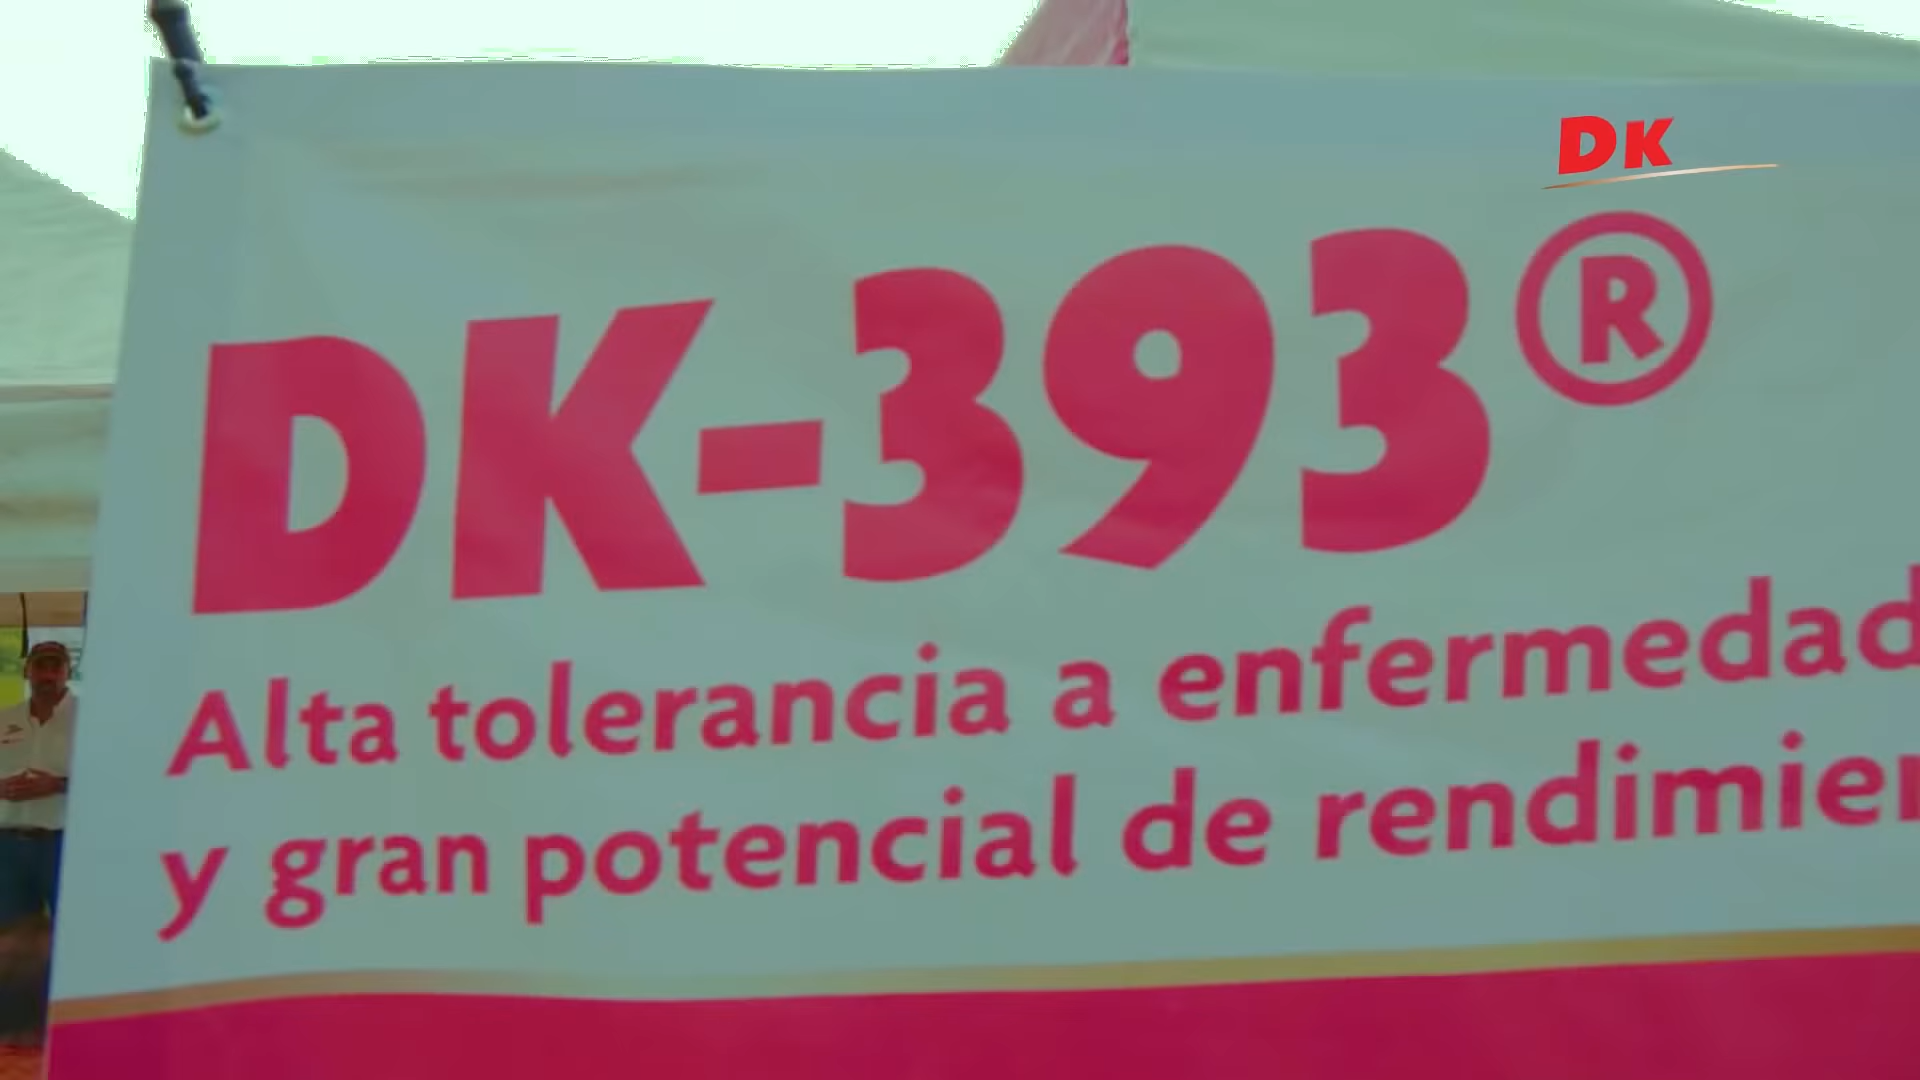 DK
DK-393®
Alta tolerancia a enfermedad
y gran potencial de rendimien